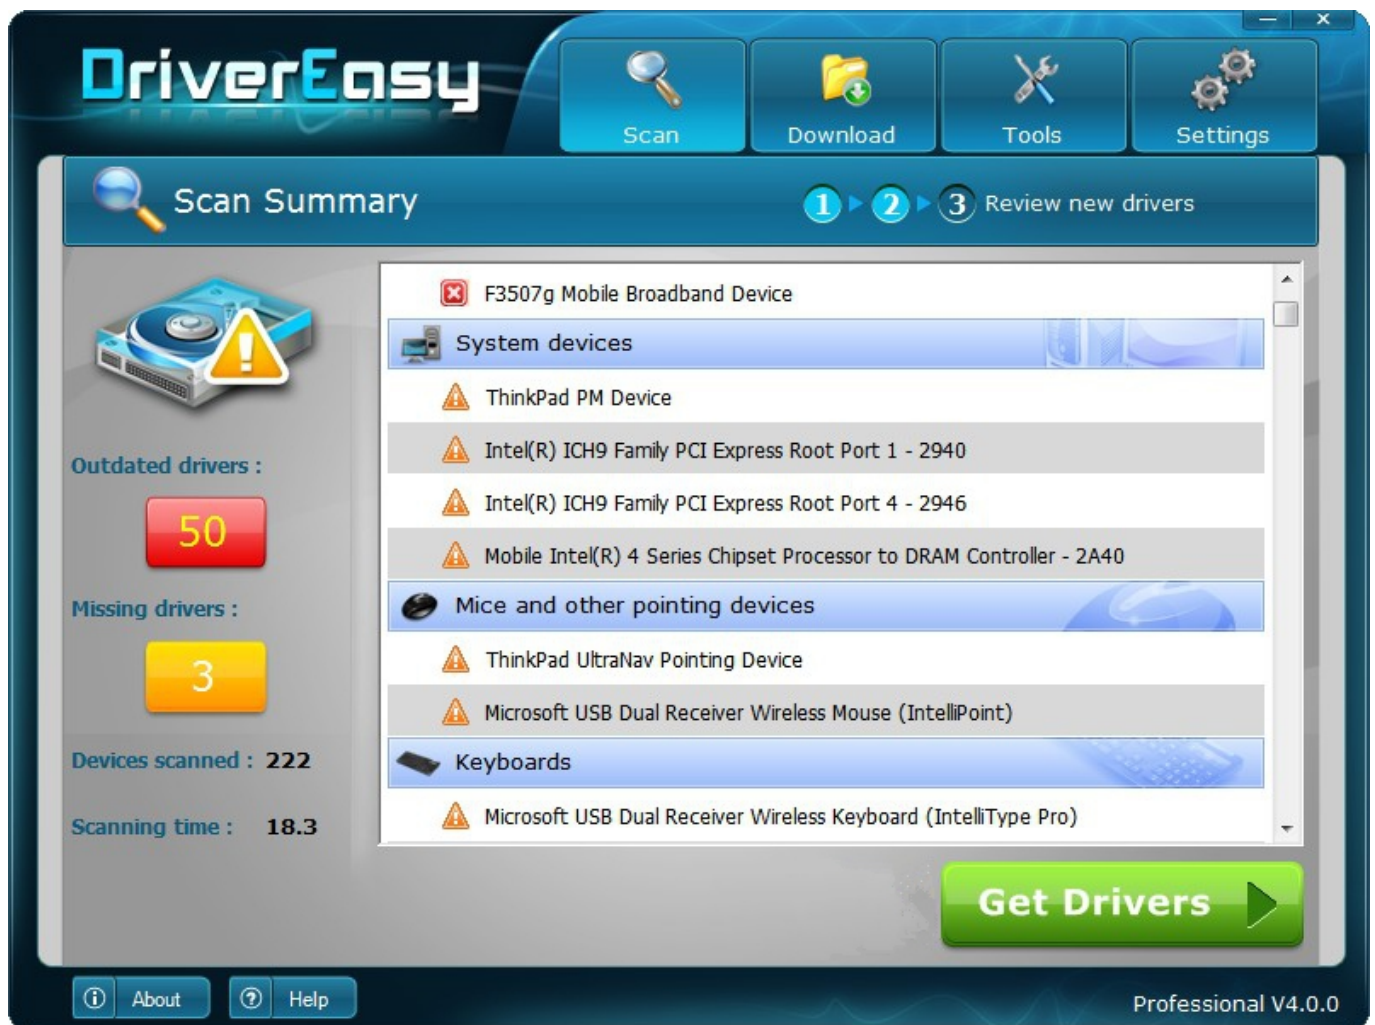 DriverEasy
Scan
Download
Tools
Settings
Scan Summary
1 2 3 Review new drivers
F3507g Mobile Broadband Device
System devices
ThinkPad PM Device
Intel(R) ICH9 Family PCI Express Root Port 1 - 2940
Intel(R) ICH9 Family PCI Express Root Port 4 - 2946
Mobile Intel(R) 4 Series Chipset Processor to DRAM Controller - 2A40
Mice and other pointing devices
ThinkPad UltraNav Pointing Device
Microsoft USB Dual Receiver Wireless Mouse (IntelliPoint)
Keyboards
Microsoft USB Dual Receiver Wireless Keyboard (IntelliType Pro)
Outdated drivers :
50
Missing drivers :
3
Devices scanned : 222
Scanning time : 18.3
Get Drivers
About
Help
Professional V4.0.0